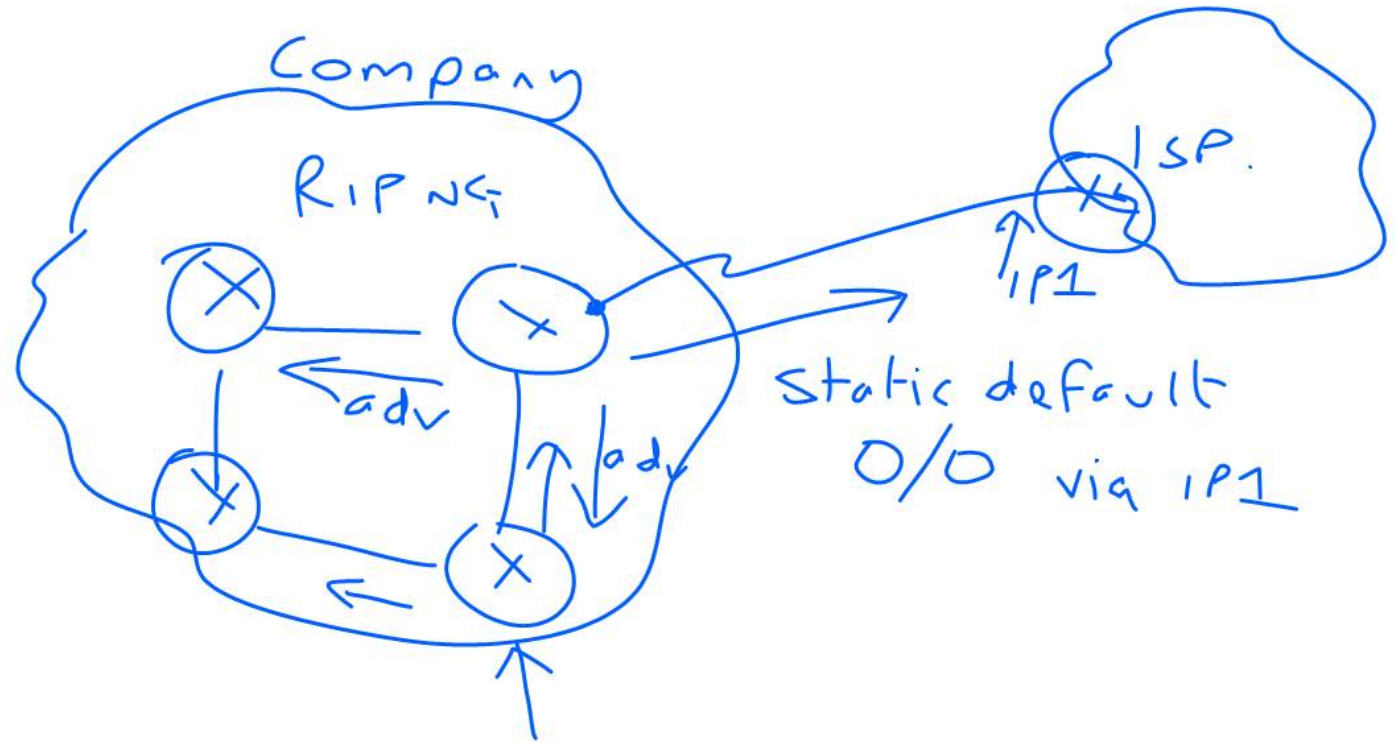 Company
RIPNG
ISP.
IP1
adv
adv
static default
0/0 via IP1